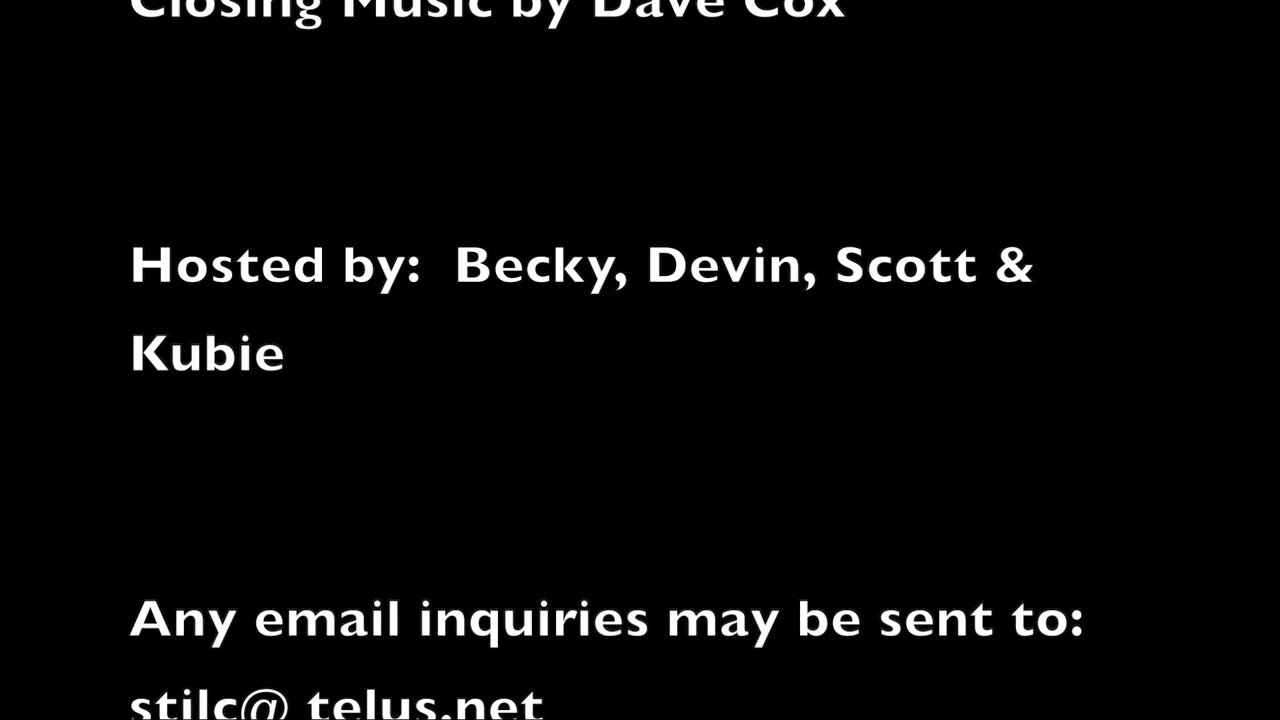 Closing Music by Dave Cox
Hosted by:  Becky, Devin, Scott &
Kubie
Any email inquiries may be sent to:
stilc@ telus.net